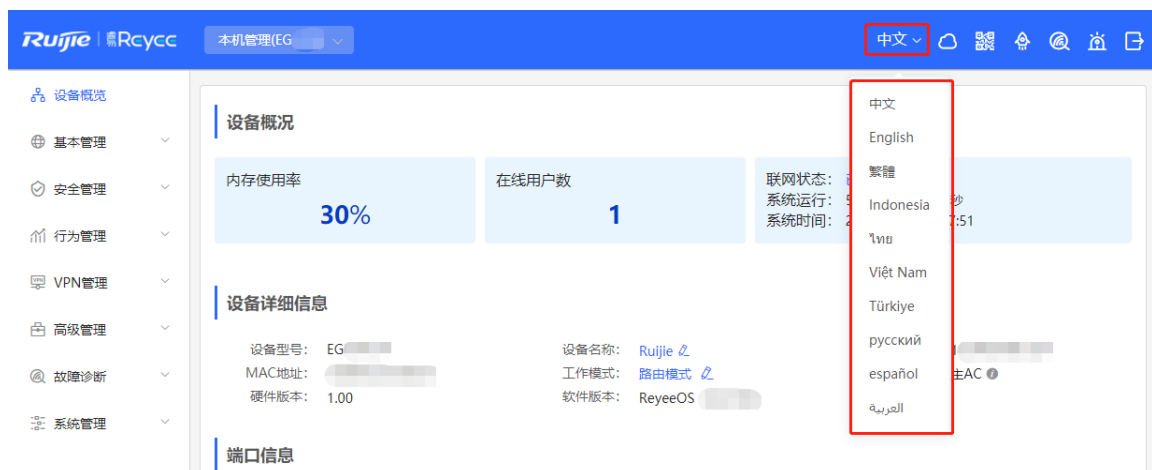 Ruijie 睿易Reyee 本机管理(EG 中文
设备概览
基本管理
安全管理
行为管理
VPN管理
高级管理
故障诊断
系统管理
设备概况
内存使用率
30%
在线用户数
1
联网状态：
系统运行： 秒
系统时间： 7:51
中文
English
繁體
Indonesia
ไทย
Việt Nam
Türkiye
русский
español
العربية
设备详细信息
设备型号： EG
设备名称： Ruijie
MAC地址：
工作模式： 路由模式
主AC
硬件版本： 1.00
软件版本： ReyeeOS
端口信息